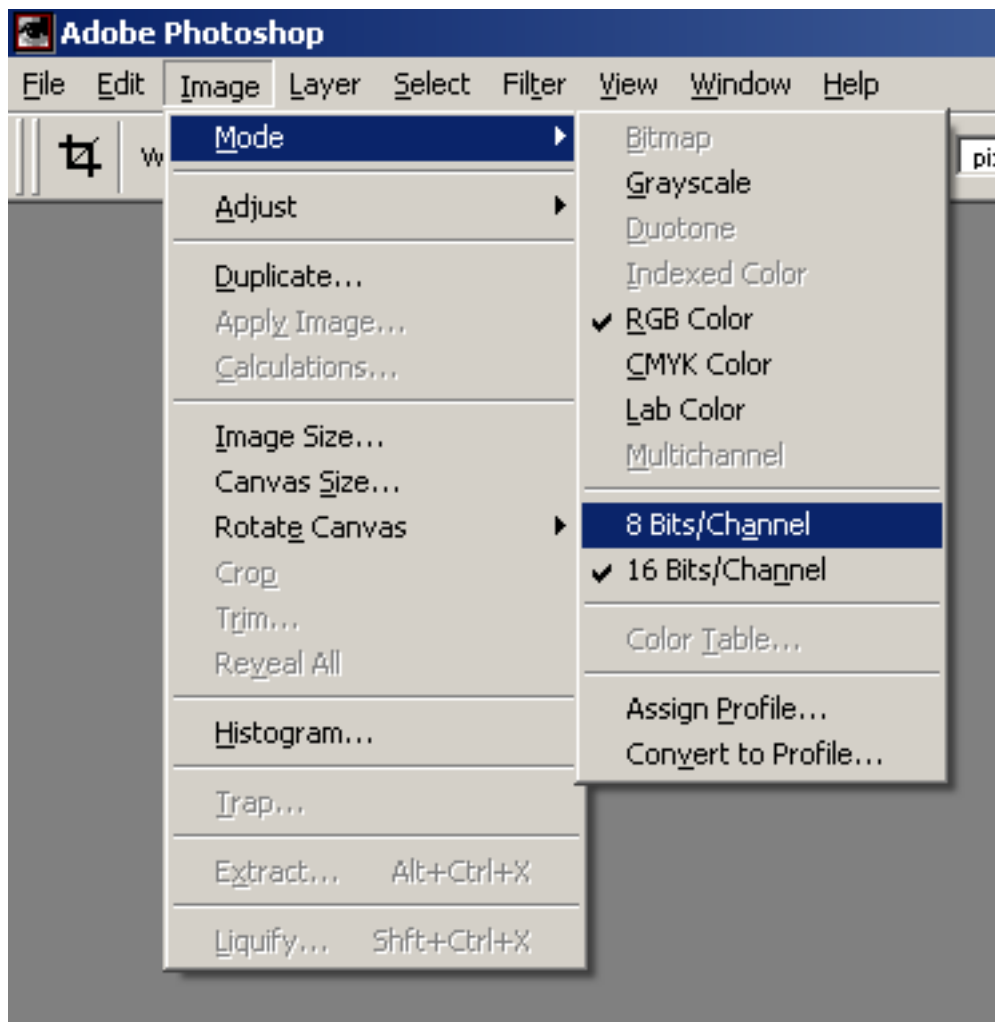 Adobe Photoshop
File Edit Image Layer Select Filter View Window Help
Mode
Adjust
Duplicate...
Apply Image...
Calculations...
Image Size...
Canvas Size...
Rotate Canvas
Crop
Trim...
Reveal All
Histogram...
Trap...
Extract... Alt+Ctrl+X
Liquify... Shft+Ctrl+X
Bitmap
Grayscale
Duotone
Indexed Color
RGB Color
CMYK Color
Lab Color
Multichannel
8 Bits/Channel
16 Bits/Channel
Color Table...
Assign Profile...
Convert to Profile...